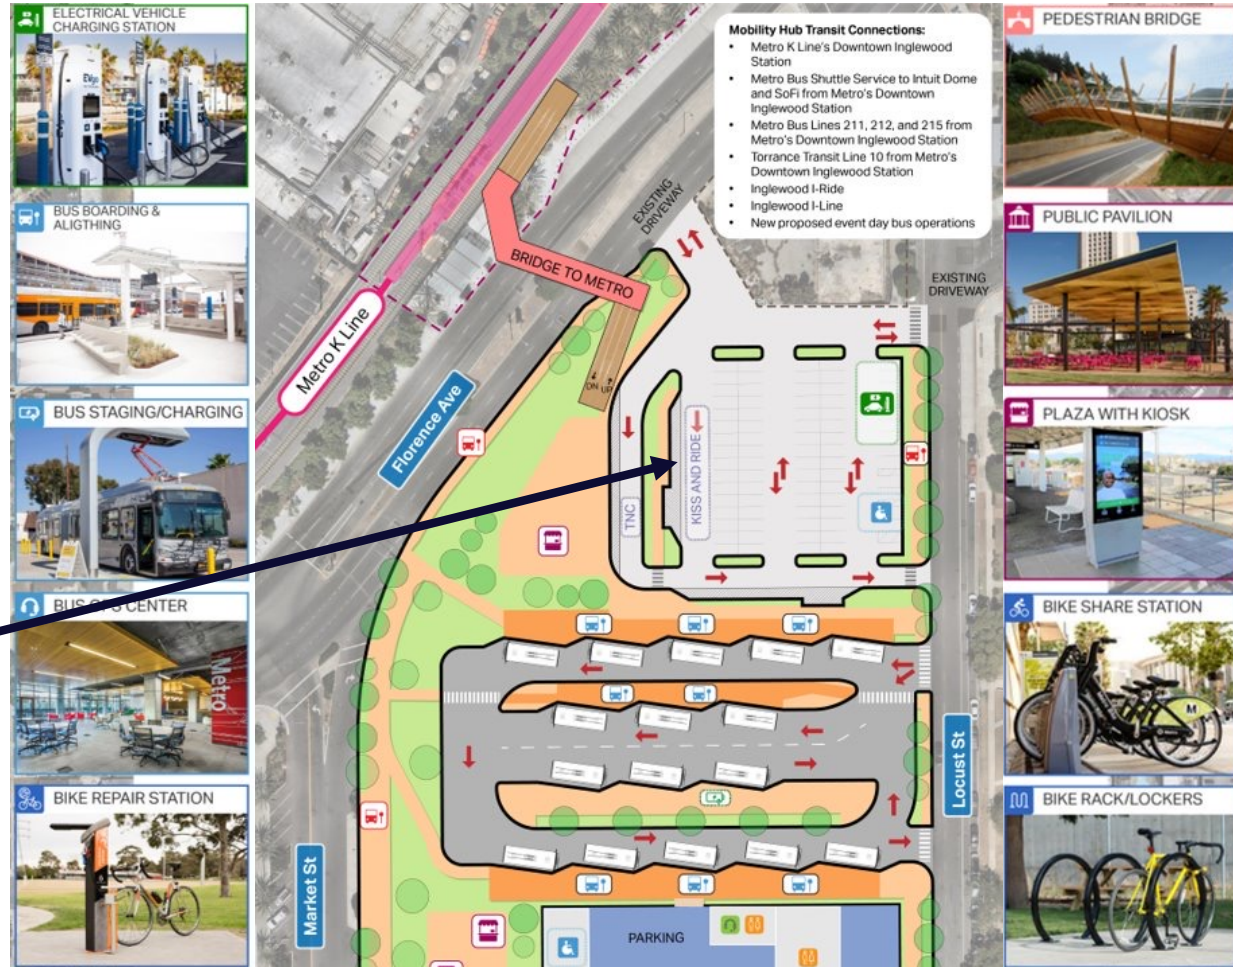 ELECTRICAL VEHICLE
CHARGING STATION
EVgo
BUS BOARDING &
ALIGTHING
BUS STAGING/CHARGING
BUS OPS CENTER
Metro
BIKE REPAIR STATION
Mobility Hub Transit Connections:
• Metro K Line's Downtown Inglewood
Station
• Metro Bus Shuttle Service to Intuit Dome
and SoFi from Metro's Downtown
Inglewood Station
• Metro Bus Lines 211, 212, and 215 from
Metro's Downtown Inglewood Station
• Torrance Transit Line 10 from Metro's
Downtown Inglewood Station
• Inglewood I-Ride
• Inglewood I-Line
• New proposed event day bus operations
EXISTING
DRIVEWAY
BRIDGE TO METRO
EXISTING
DRIVEWAY
Metro K Line
DN UP
Florence Ave
KISS AND RIDE
TNC
Locust St
Market St
PARKING
PEDESTRIAN BRIDGE
PUBLIC PAVILION
PLAZA WITH KIOSK
BIKE SHARE STATION
M
BIKE RACK/LOCKERS